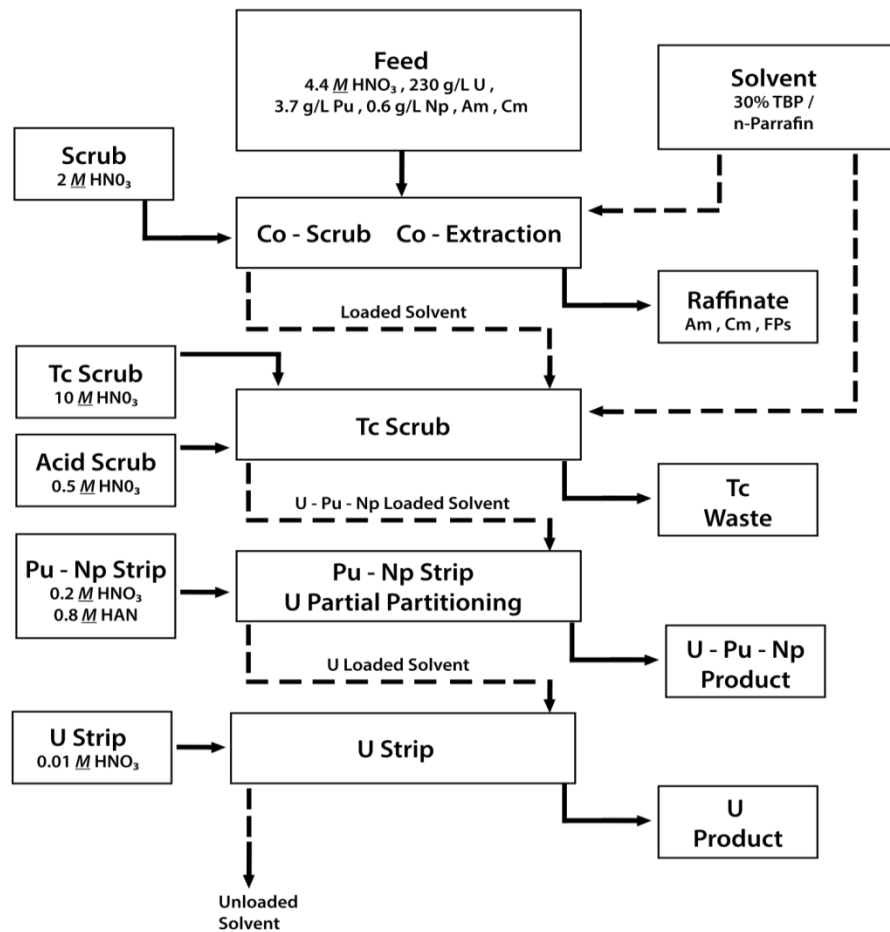 Feed
4.4 M HNO₃ , 230 g/L U ,
3.7 g/L Pu , 0.6 g/L Np , Am , Cm
Solvent
30% TBP /
n-Parrafin
Scrub
2 M HN0₃
Co - Scrub Co - Extraction
Loaded Solvent
Raffinate
Am , Cm , FPs
Tc Scrub
10 M HN0₃
Tc Scrub
Acid Scrub
0.5 M HN0₃
U - Pu - Np Loaded Solvent
Tc
Waste
Pu - Np Strip
0.2 M HNO₃
0.8 M HAN
Pu - Np Strip
U Partial Partitioning
U Loaded Solvent
U - Pu - Np
Product
U Strip
0.01 M HNO₃
U Strip
U
Product
Unloaded
Solvent